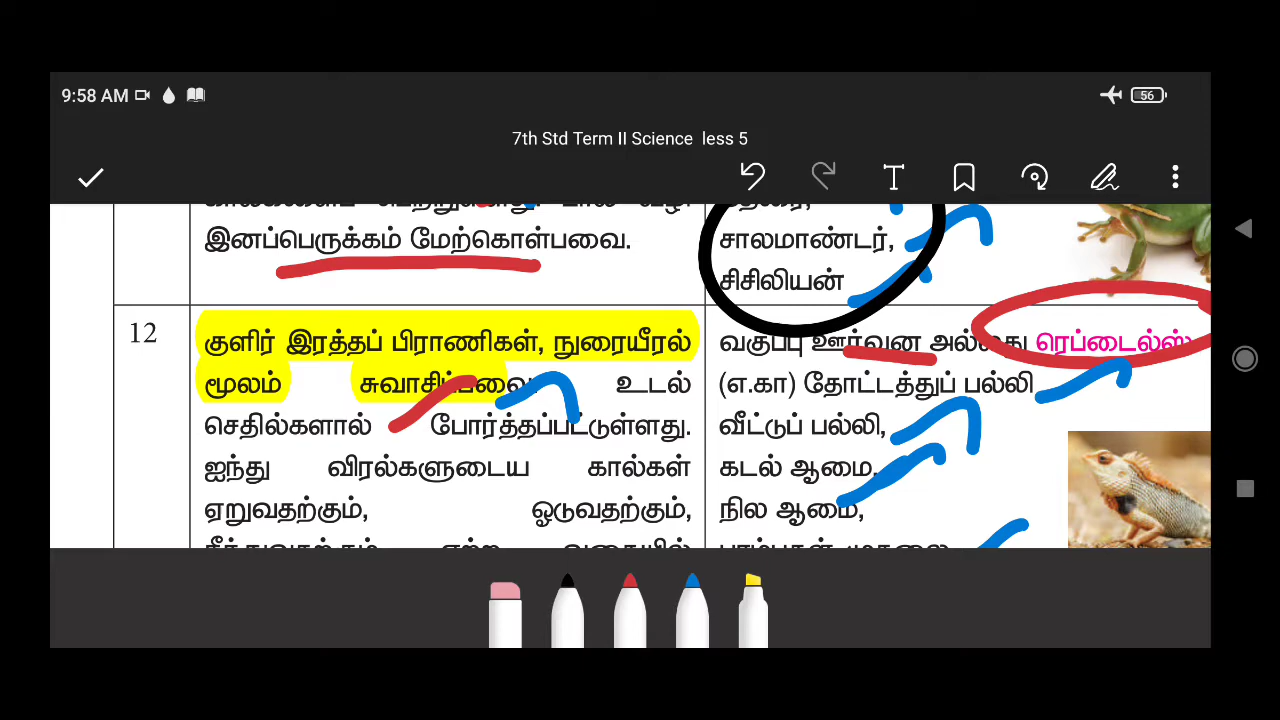 9:58 AM
56
7th Std Term II Science less 5
இனப்பெருக்கம் மேற்கொள்பவை.
சாலமாண்டர்,
சிசிலியன்
12
குளிர் இரத்தப் பிராணிகள், நுரையீரல்
மூலம் சுவாசிப்பவை. உடல்
செதில்களால் போர்த்தப்பட்டுள்ளது.
ஐந்து விரல்களுடைய கால்கள்
ஏறுவதற்கும், ஓடுவதற்கும்,
வகுப்பு ஊர்வன அல்லது ரெப்டைல்ஸ்
(எ.கா) தோட்டத்துப் பல்லி
வீட்டுப் பல்லி,
கடல் ஆமை,
நில ஆமை,